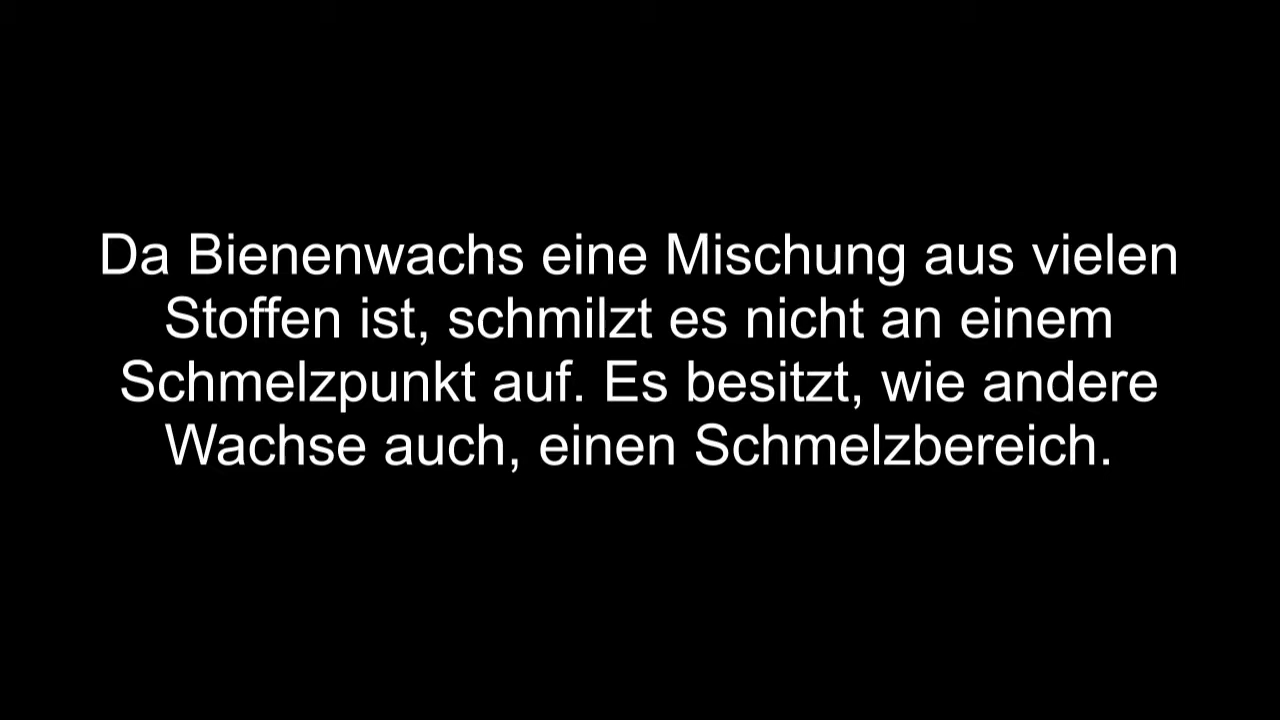 Da Bienenwachs eine Mischung aus vielen
Stoffen ist, schmilzt es nicht an einem
Schmelzpunkt auf. Es besitzt, wie andere
Wachse auch, einen Schmelzbereich.